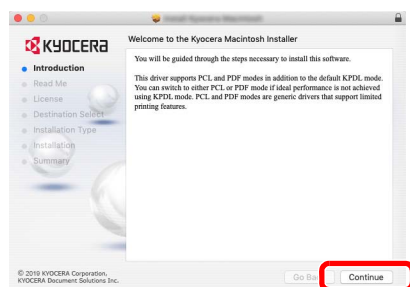 KYOCERA
Welcome to the Kyocera Macintosh Installer
Introduction
Read Me
License
Destination Select
Installation Type
Installation
Summary
You will be guided through the steps necessary to install this software.
This driver supports PCL and PDF modes in addition to the default KPDL mode.
You can switch to either PCL or PDF mode if ideal performance is not achieved
using KPDL mode. PCL and PDF modes are generic drivers that support limited
printing features.
© 2019 KYOCERA Corporation,
KYOCERA Document Solutions Inc.
Go Ba
Continue